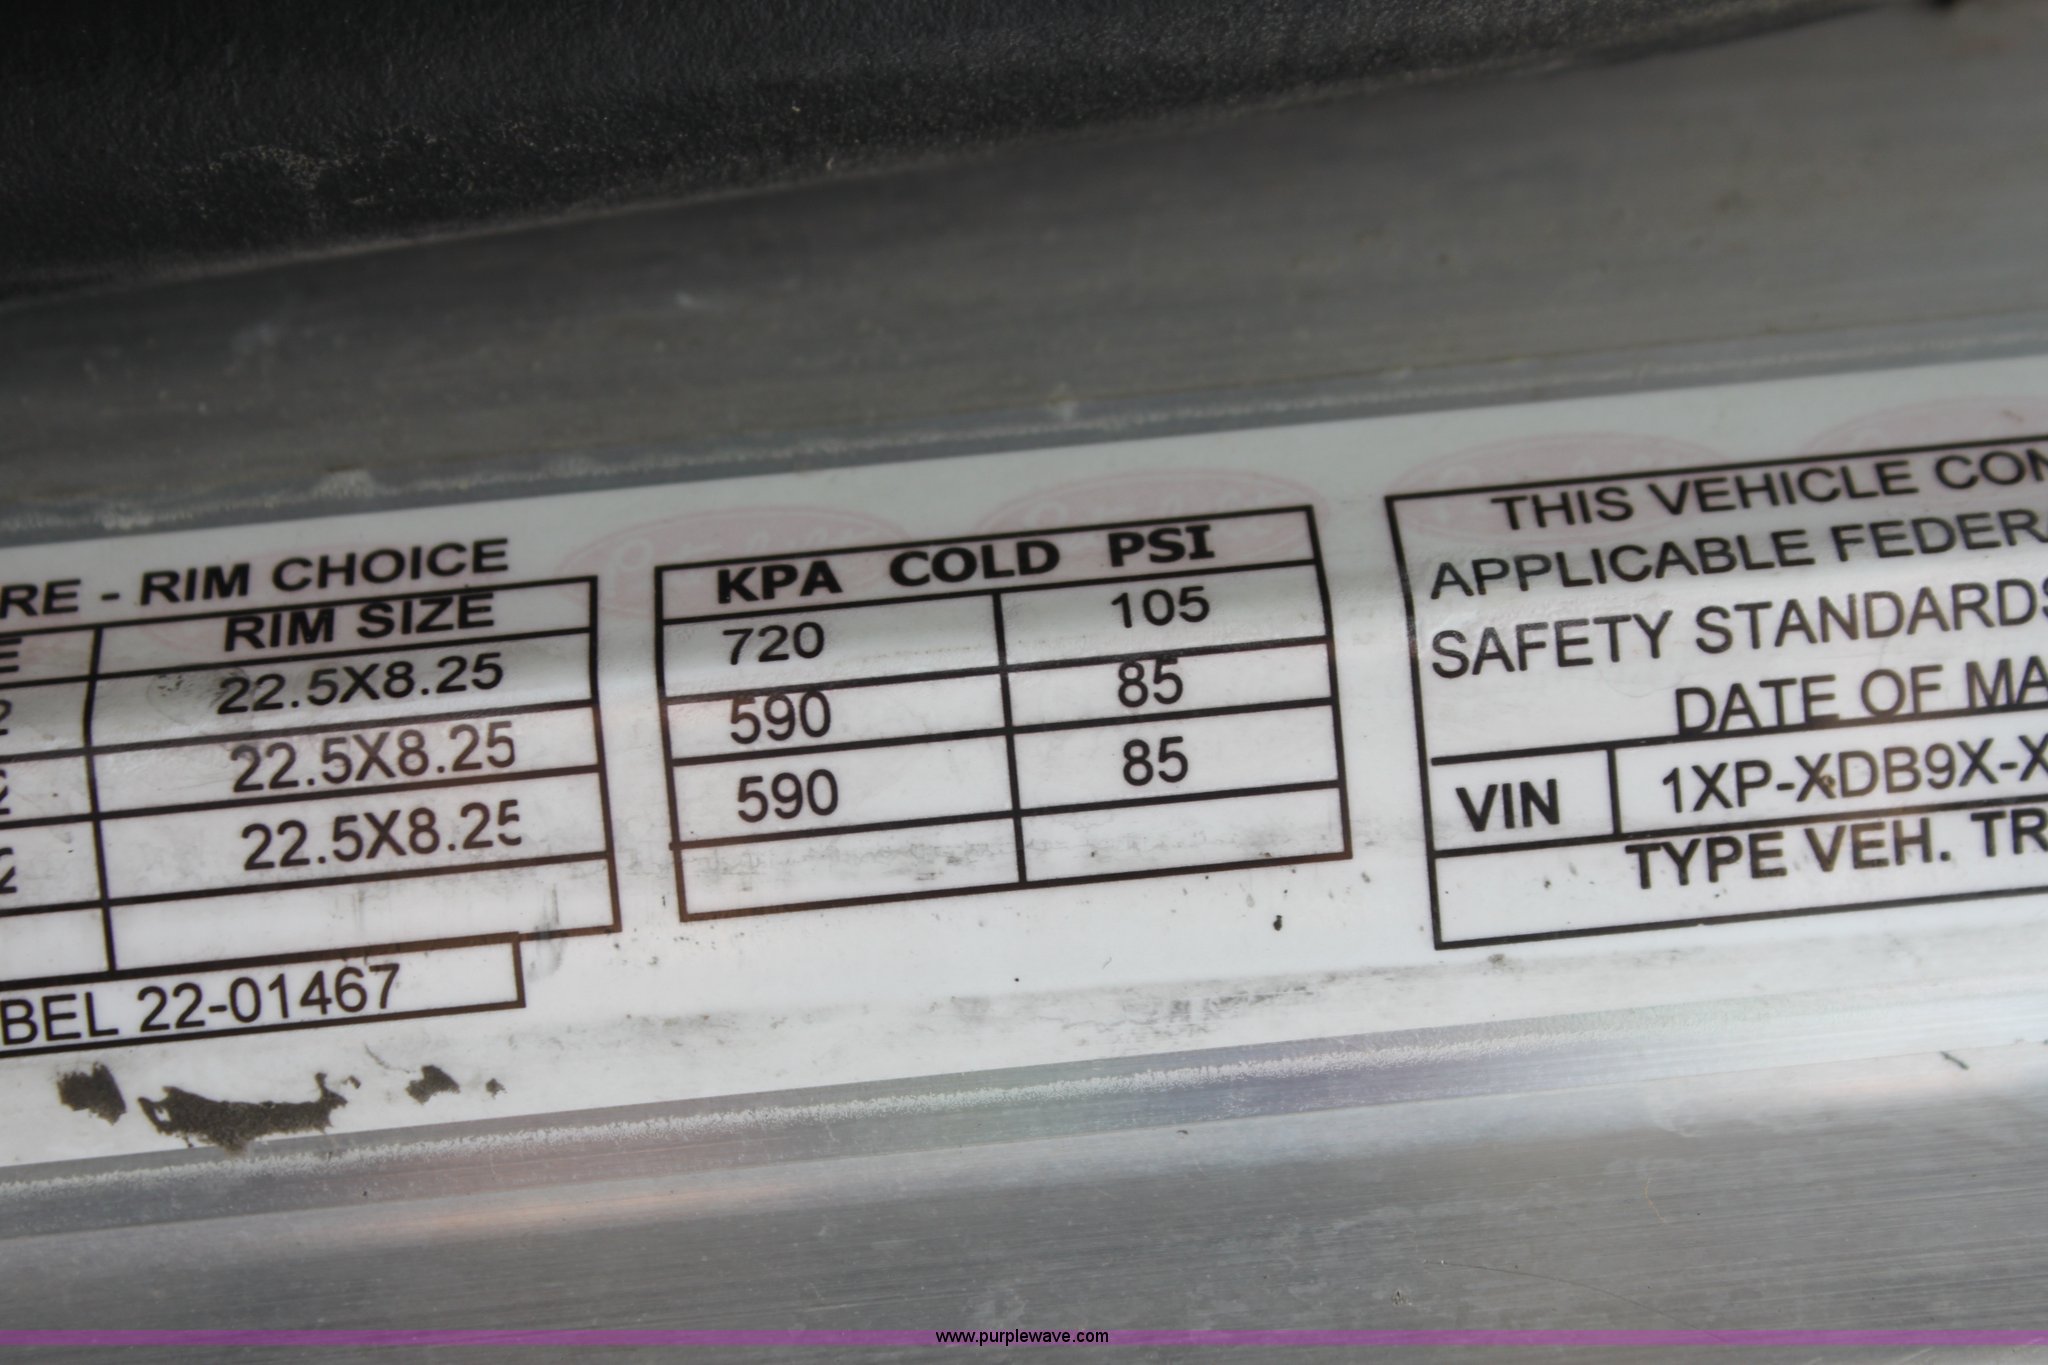 RE - RIM CHOICE
RIM SIZE
22.5X8.25
22.5X8.25
22.5X8.25
BEL 22-01467
KPA COLD PSI
720 105
590 85
590 85
THIS VEHICLE CON
APPLICABLE FEDERA
SAFETY STANDARDS
DATE OF MA
VIN 1XP-XDB9X-X
TYPE VEH. TR
www.purplewave.com